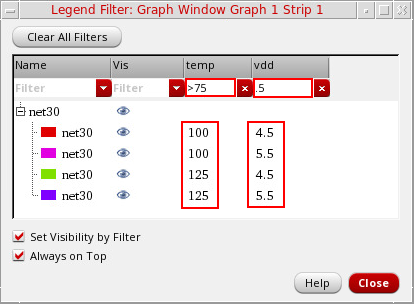 Legend Filter: Graph Window Graph 1 Strip 1
Clear All Filters
Name Vis temp vdd
Filter Filter >75 .5
net30
net30 100 4.5
net30 100 5.5
net30 125 4.5
net30 125 5.5
Set Visibility by Filter
Always on Top
Help Close